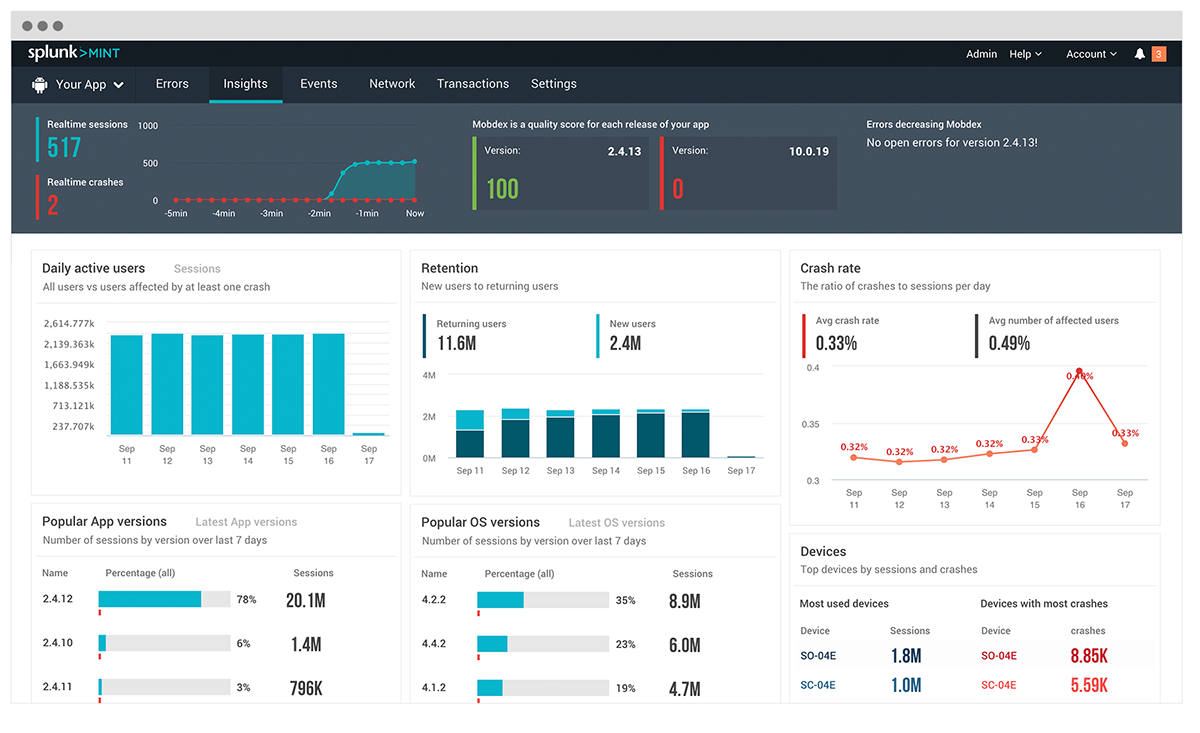 splunk>MINT
Admin Help Account 3
Your App Errors Insights Events Network Transactions Settings
Realtime sessions
517
Realtime crashes
2
1000
500
0
-5min -4min -3min -2min -1min Now
Mobdex is a quality score for each release of your app
Version: 2.4.13
100
Version: 10.0.19
0
Errors decreasing Mobdex
No open errors for version 2.4.13!
Daily active users Sessions
All users vs users affected by at least one crash
2,614.777k
2,139.363k
1,663.949k
1,188.535k
713.121k
237.707k
Sep Sep Sep Sep Sep Sep Sep
11 12 13 14 15 16 17
Retention
New users to returning users
Returning users
11.6M
New users
2.4M
4M
2M
0M
Sep 11 Sep 12 Sep 13 Sep 14 Sep 15 Sep 16 Sep 17
Crash rate
The ratio of crashes to sessions per day
Avg crash rate
0.33%
Avg number of affected users
0.49%
0.4
0.35
0.3
0.32% 0.32% 0.32% 0.32% 0.33% 0.40% 0.33%
Sep Sep Sep Sep Sep Sep Sep
11 12 13 14 15 16 17
Popular App versions Latest App versions
Number of sessions by version over last 7 days
Name Percentage (all) Sessions
2.4.12 78% 20.1M
2.4.10 6% 1.4M
2.4.11 3% 796K
Popular OS versions Latest OS versions
Number of sessions by version over last 7 days
Name Percentage (all) Sessions
4.2.2 35% 8.9M
4.4.2 23% 6.0M
4.1.2 19% 4.7M
Devices
Top devices by sessions and crashes
Most used devices
Device Sessions
SO-04E 1.8M
SC-04E 1.0M
Devices with most crashes
Device crashes
SO-04E 8.85K
SC-04E 5.59K